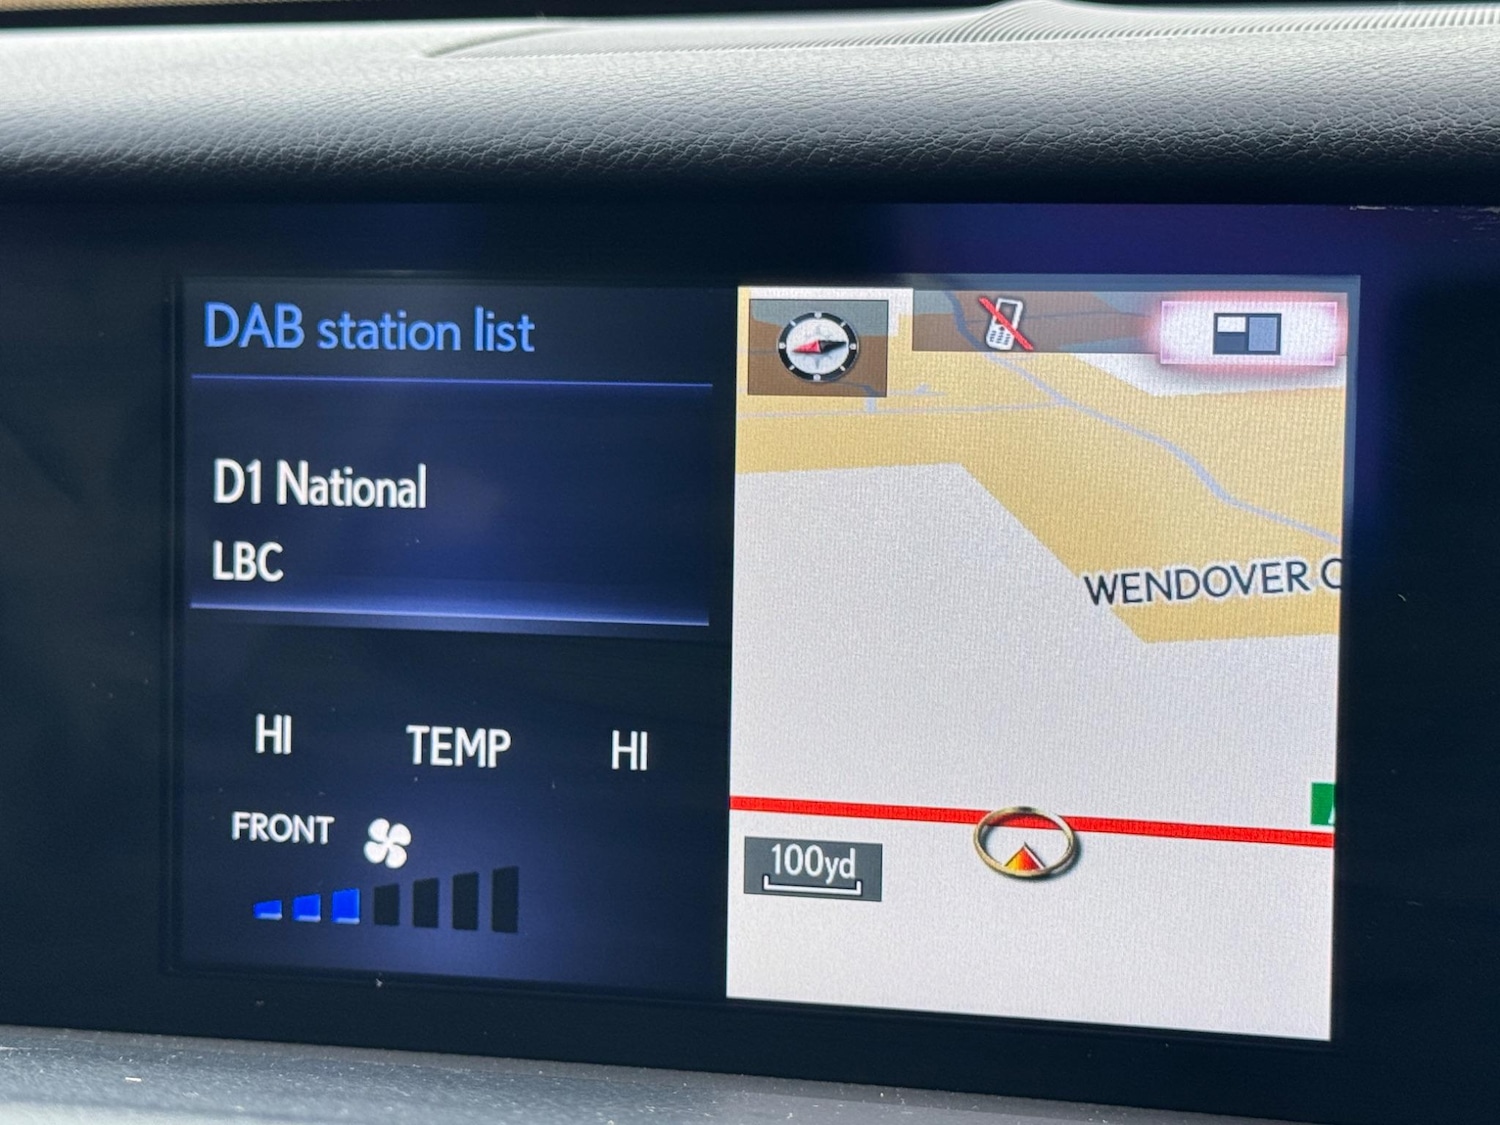 DAB station list
D1 National
LBC
HI TEMP HI
FRONT
WENDOVER
100yd